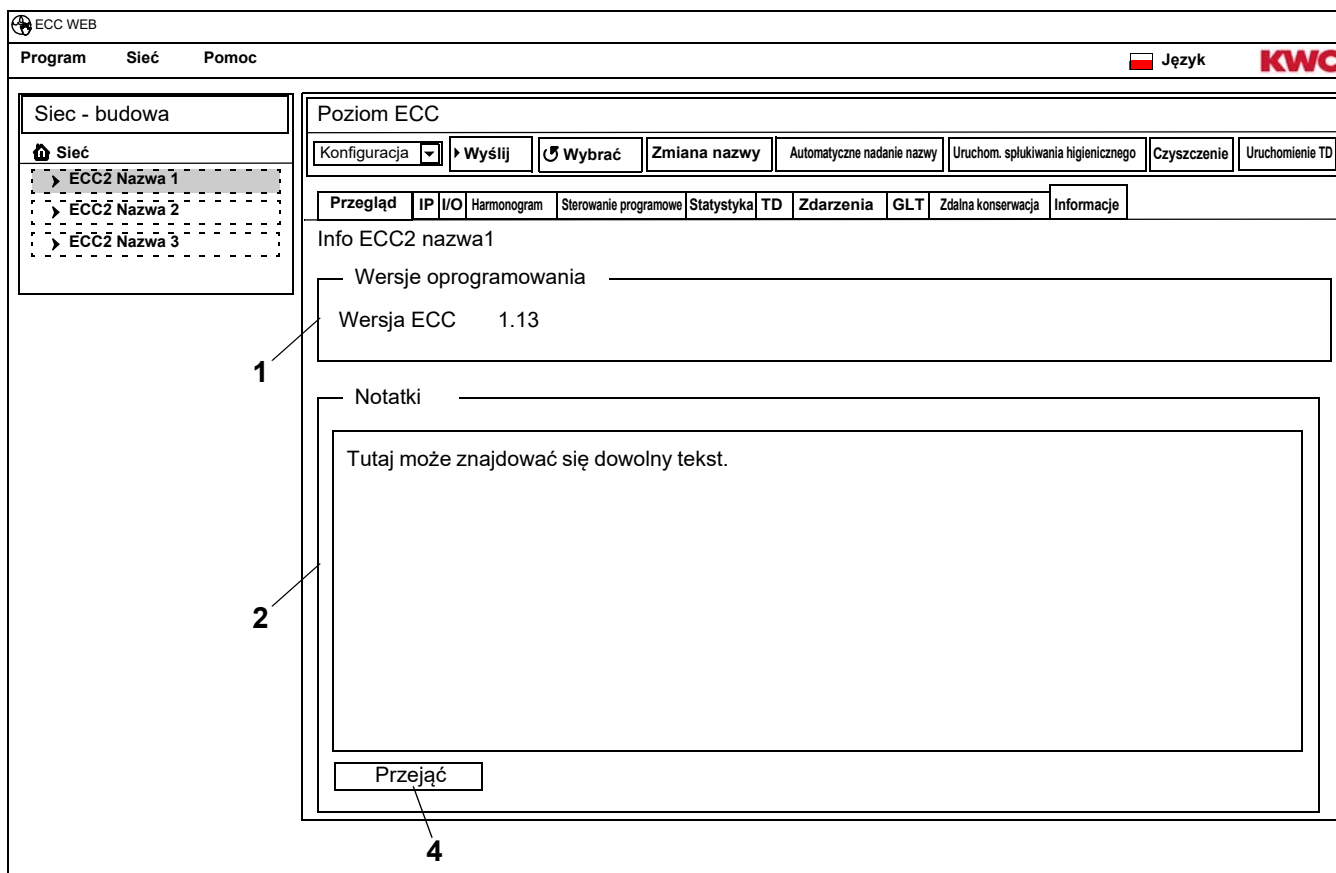 ECC WEB
Program Sieć Pomoc Język KWC
Siec - budowa
Sieć
ECC2 Nazwa 1
ECC2 Nazwa 2
ECC2 Nazwa 3
Poziom ECC
Konfiguracja Wyślij Wybrać Zmiana nazwy Automatyczne nadanie nazwy Uruchom. spłukiwania higienicznego Czyszczenie Uruchomienie TD
Przegląd IP I/O Harmonogram Sterowanie programowe Statystyka TD Zdarzenia GLT Zdalna konserwacja Informacje
Info ECC2 nazwa1
Wersje oprogramowania
Wersja ECC 1.13
1
Notatki
Tutaj może znajdować się dowolny tekst.
2
Przejąć
4